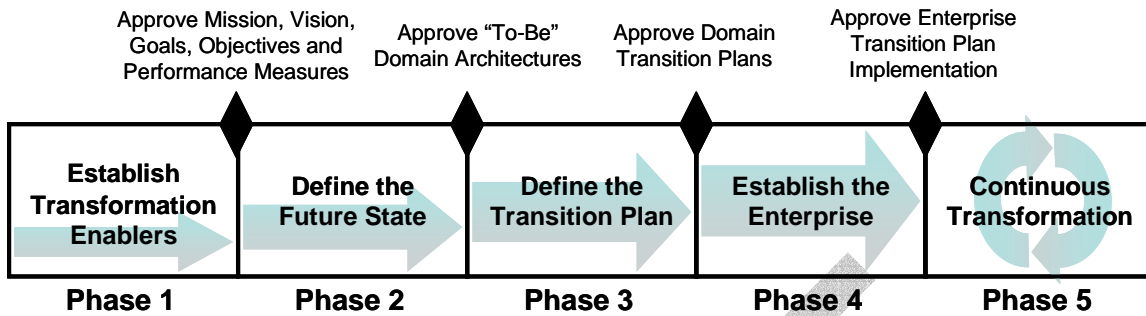 Approve Mission, Vision,
Goals, Objectives and
Performance Measures
Approve “To-Be”
Domain Architectures
Approve Domain
Transition Plans
Approve Enterprise
Transition Plan
Implementation
Establish
Transformation
Enablers
Define the
Future State
Define the
Transition Plan
Establish the
Enterprise
Continuous
Transformation
Phase 1
Phase 2
Phase 3
Phase 4
Phase 5